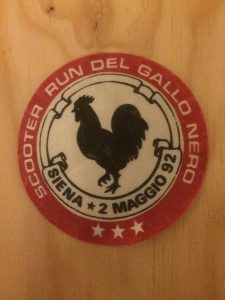 SCOOTER RUN DEL GALLO NERO
SIENA ★ 2 MAGGIO 92